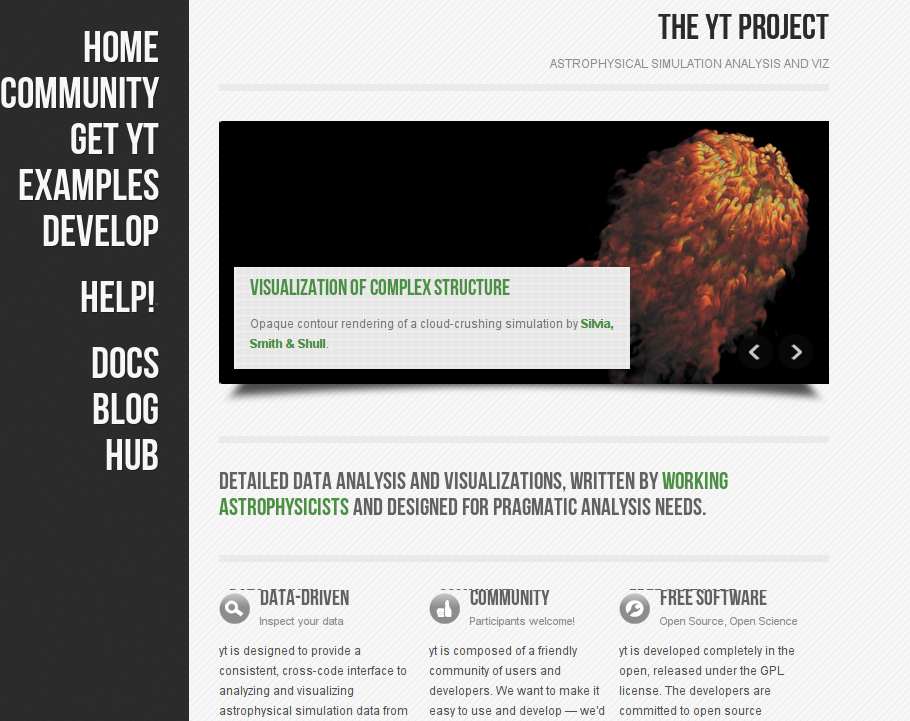 HOME
COMMUNITY
GET YT
EXAMPLES
DEVELOP
HELP!
DOCS
BLOG
HUB
THE YT PROJECT
ASTROPHYSICAL SIMULATION ANALYSIS AND VIZ
VISUALIZATION OF COMPLEX STRUCTURE
Opaque contour rendering of a cloud-crushing simulation by Silvia,
Smith & Shull.
DETAILED DATA ANALYSIS AND VISUALIZATIONS, WRITTEN BY WORKING
ASTROPHYSICISTS AND DESIGNED FOR PRAGMATIC ANALYSIS NEEDS.
DATA-DRIVEN
Inspect your data
yt is designed to provide a
consistent, cross-code interface to
analyzing and visualizing
astrophysical simulation data from
COMMUNITY
Participants welcome!
yt is composed of a friendly
community of users and
developers. We want to make it
easy to use and develop — we'd
FREE SOFTWARE
Open Source, Open Science
yt is developed completely in the
open, released under the GPL
license. The developers are
committed to open source